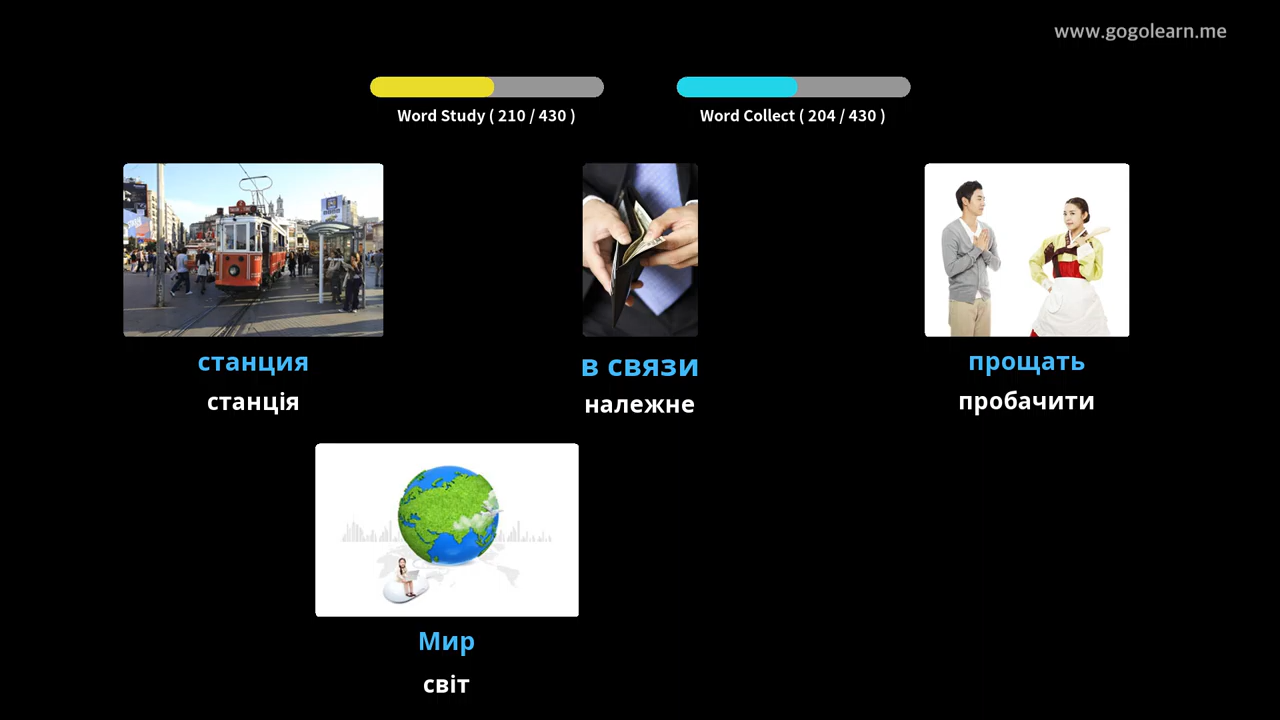 www.gogolearn.me
Word Study ( 210 / 430 )
Word Collect ( 204 / 430 )
станция
станція
в связи
належне
прощать
пробачити
Мир
світ